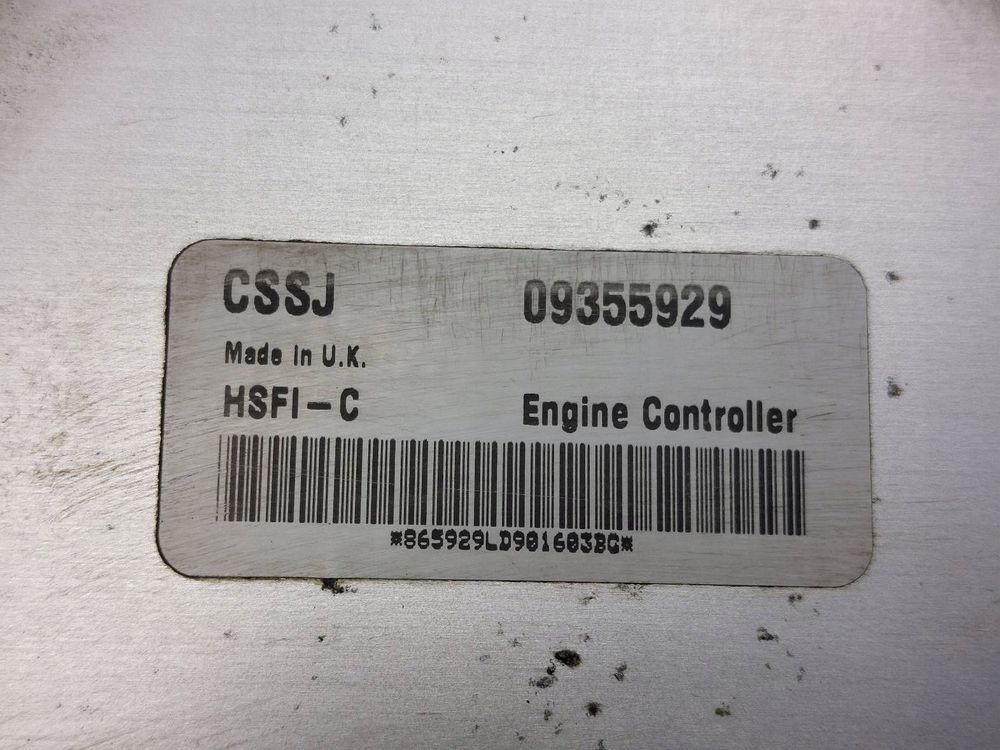 CSSJ 09355929
Made in U.K.
HSFI-C Engine Controller
*865929LD901603BG*